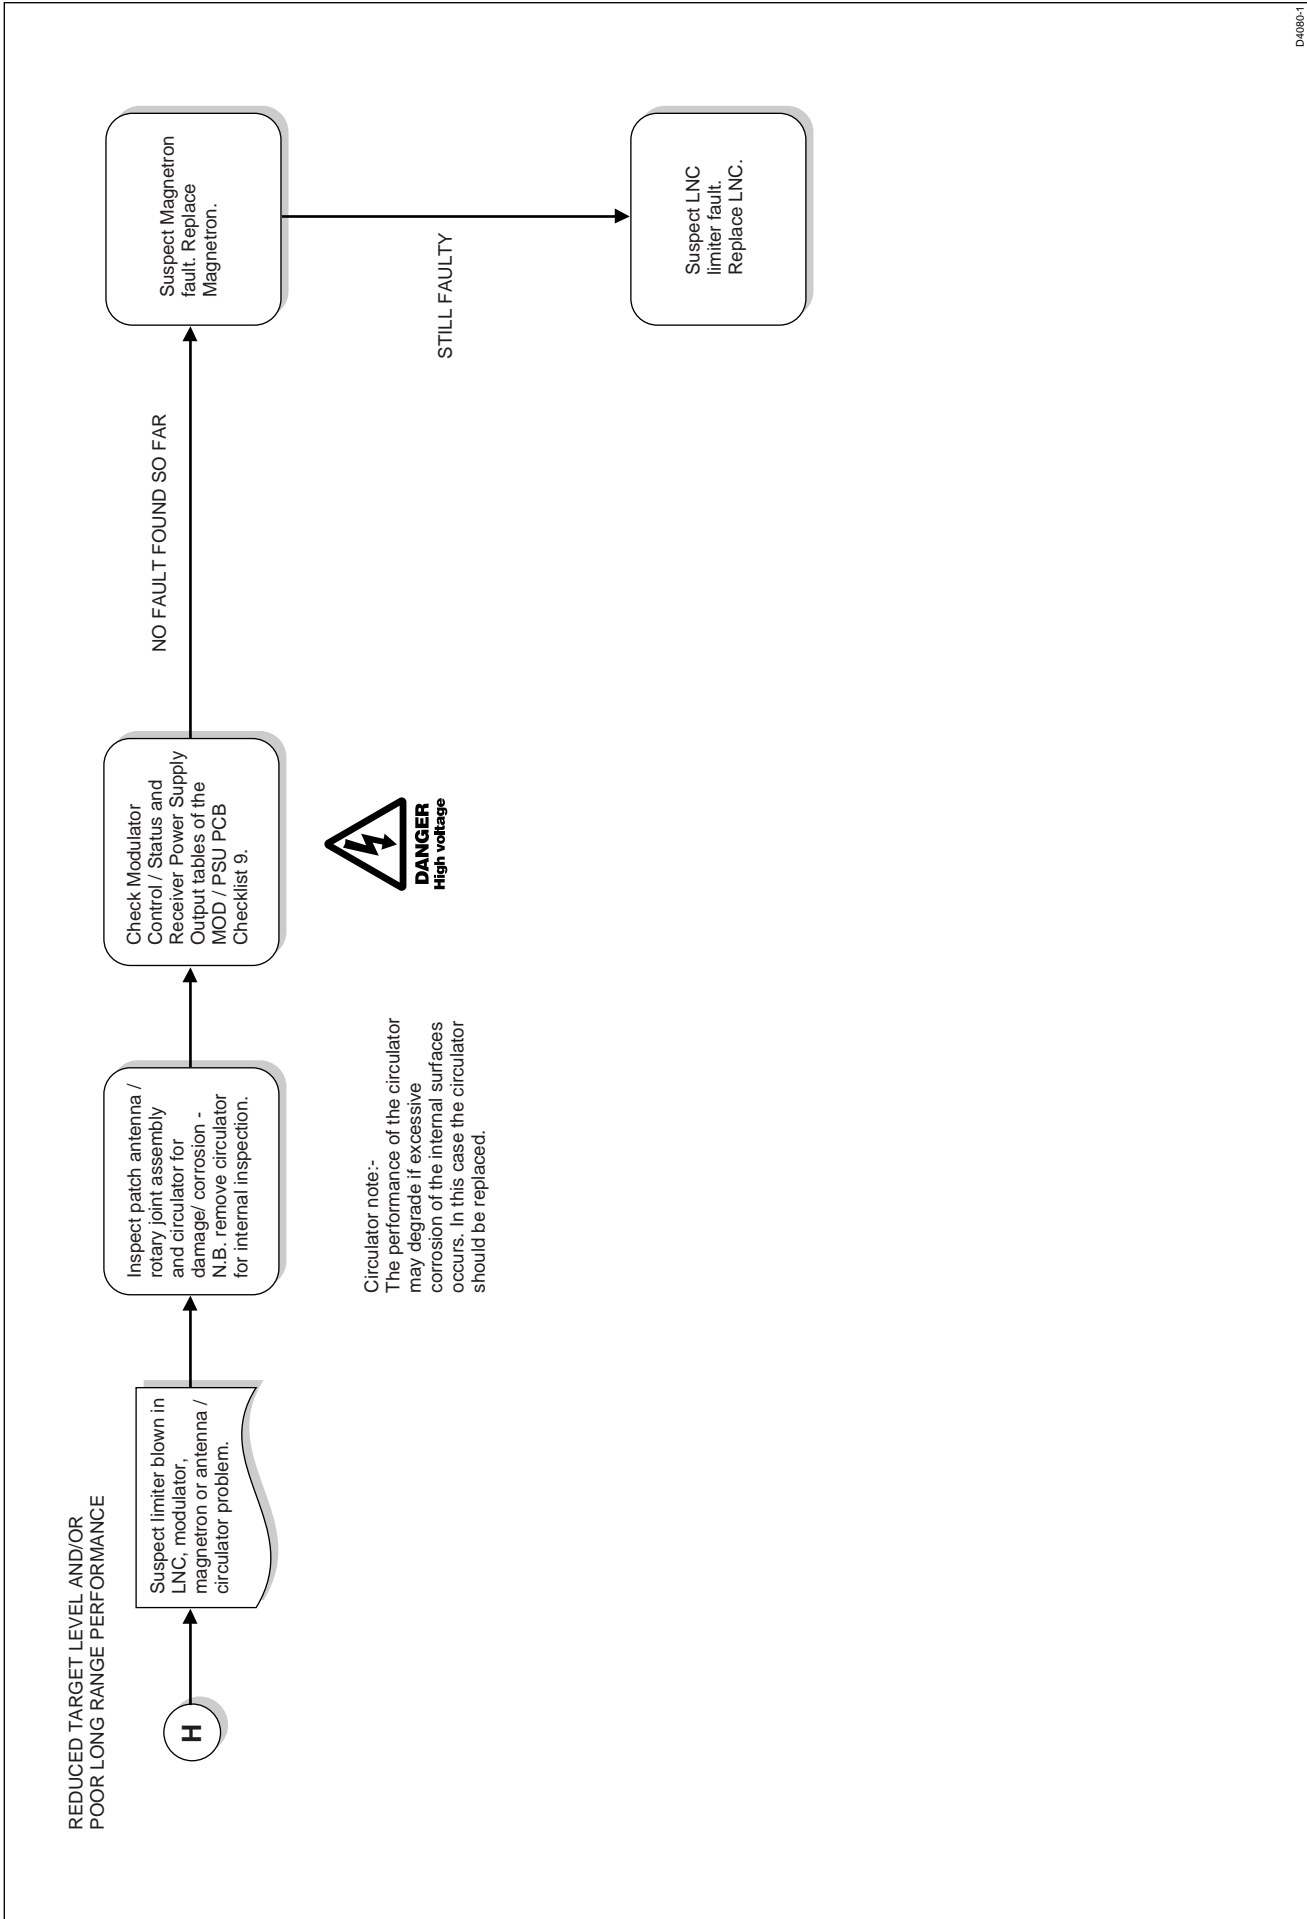 REDUCED TARGET LEVEL AND/OR
POOR LONG RANGE PERFORMANCE
H
Suspect limiter blown in
LNC, modulator,
magnetron or antenna /
circulator problem.
Inspect patch antenna /
rotary joint assembly
and circulator for
damage/ corrosion -
N.B. remove circulator
for internal inspection.
Check Modulator
Control / Status and
Receiver Power Supply
Output tables of the
MOD / PSU PCB
Checklist 9.
NO FAULT FOUND SO FAR
Suspect Magnetron
fault. Replace
Magnetron.
Circulator note:-
The performance of the circulator
may degrade if excessive
corrosion of the internal surfaces
occurs. In this case the circulator
should be replaced.
DANGER
High voltage
STILL FAULTY
Suspect LNC
limiter fault.
Replace LNC.
D4080-1